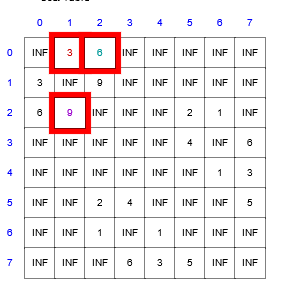 0 1 2 3 4 5 6 7
0 INF 3 6 INF INF INF INF INF
1 3 INF 9 INF INF INF INF INF
2 6 9 INF INF INF 2 1 INF
3 INF INF INF INF INF 4 INF 6
4 INF INF INF INF INF INF 1 3
5 INF INF 2 4 INF INF INF 5
6 INF INF 1 INF 1 INF INF INF
7 INF INF INF 6 3 5 INF INF